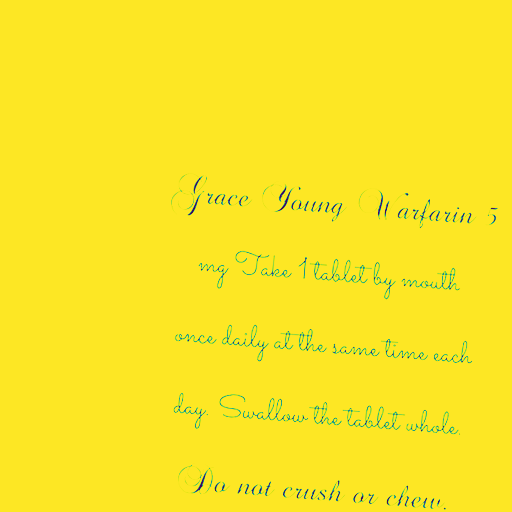 Grace Young Warfarin 5
mg Take 1 tablet by mouth
once daily at the same time each
day. Swallow the tablet whole.
Do not crush or chew.